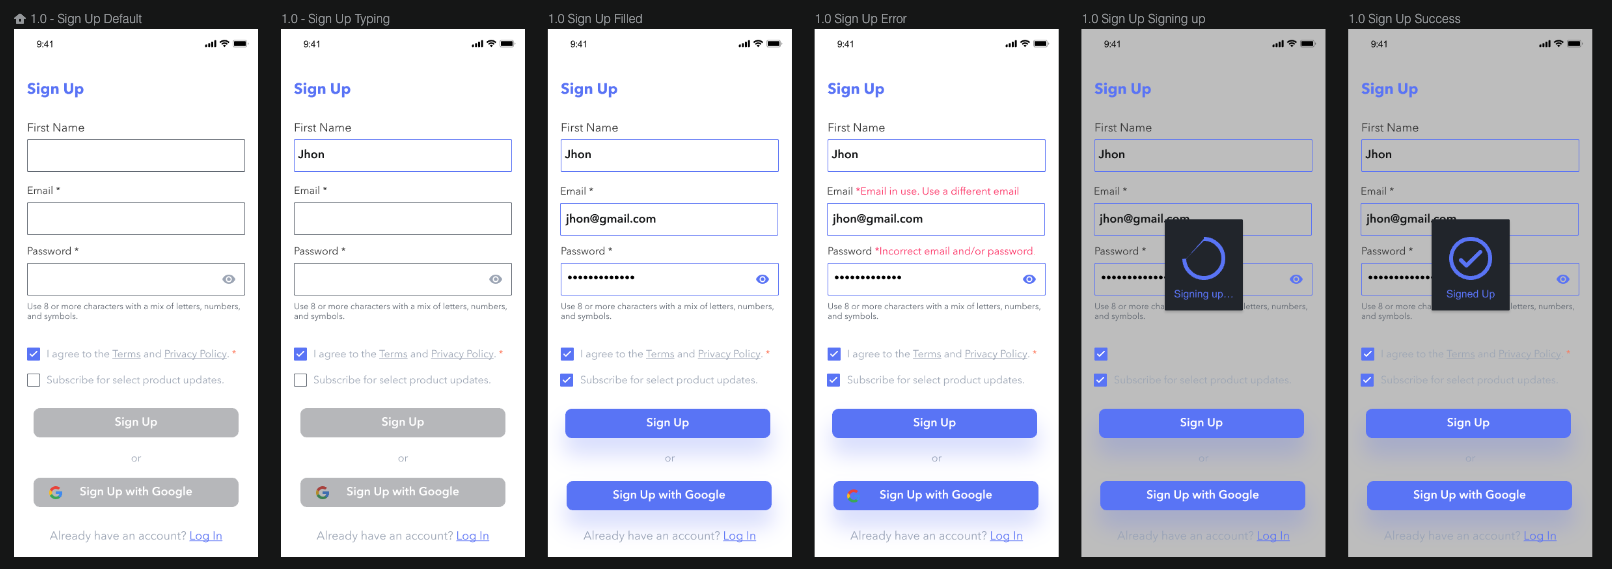 1.0 - Sign Up Default
9:41
Sign Up
First Name
Email *
Password *
Use 8 or more characters with a mix of letters, numbers,
and symbols.
I agree to the Terms and Privacy Policy. *
Subscribe for select product updates.
Sign Up
or
Sign Up with Google
Already have an account? Log In
1.0 - Sign Up Typing
9:41
Sign Up
First Name
Jhon
Email *
Password *
Use 8 or more characters with a mix of letters, numbers,
and symbols.
I agree to the Terms and Privacy Policy. *
Subscribe for select product updates.
Sign Up
or
Sign Up with Google
Already have an account? Log In
1.0 Sign Up Filled
9:41
Sign Up
First Name
Jhon
Email *
jhon@gmail.com
Password *
Use 8 or more characters with a mix of letters, numbers,
and symbols.
I agree to the Terms and Privacy Policy. *
Subscribe for select product updates.
Sign Up
or
Sign Up with Google
Already have an account? Log In
1.0 Sign Up Error
9:41
Sign Up
First Name
Jhon
Email *Email in use. Use a different email
jhon@gmail.com
Password *Incorrect email and/or password
Use 8 or more characters with a mix of letters, numbers,
and symbols.
I agree to the Terms and Privacy Policy. *
Subscribe for select product updates.
Sign Up
or
Sign Up with Google
Already have an account? Log In
1.0 Sign Up Signing up
9:41
Sign Up
First Name
Jhon
Email *
jhon@gmail.com
Password *
Signing up...
Use 8 or more characters with a mix of letters, numbers,
and symbols.
Subscribe for select product updates.
Sign Up
or
Sign Up with Google
Already have an account? Log In
1.0 Sign Up Success
9:41
Sign Up
First Name
Jhon
Email *
jhon@gmail.com
Password *
Signed Up
Use 8 or more characters with a mix of letters, numbers,
and symbols.
I agree to the Terms and Privacy Policy. *
Subscribe for select product updates.
Sign Up
or
Sign Up with Google
Already have an account? Log In